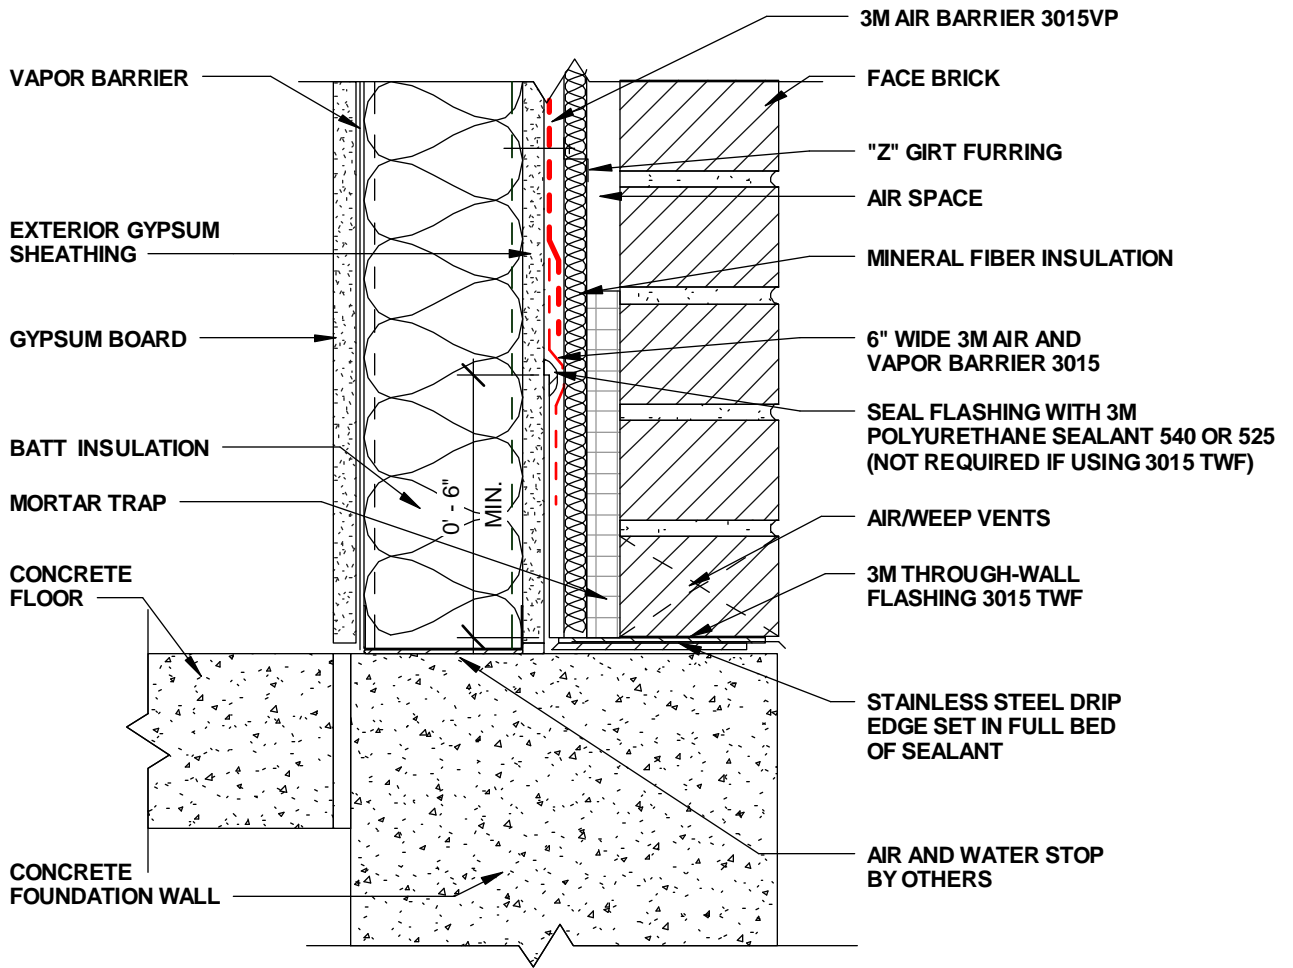 3M AIR BARRIER 3015VP
VAPOR BARRIER
FACE BRICK
"Z" GIRT FURRING
AIR SPACE
EXTERIOR GYPSUM
SHEATHING
MINERAL FIBER INSULATION
GYPSUM BOARD
6" WIDE 3M AIR AND
VAPOR BARRIER 3015
SEAL FLASHING WITH 3M
POLYURETHANE SEALANT 540 OR 525
(NOT REQUIRED IF USING 3015 TWF)
BATT INSULATION
0' - 6"
MIN.
MORTAR TRAP
AIR/WEEP VENTS
CONCRETE
FLOOR
3M THROUGH-WALL
FLASHING 3015 TWF
STAINLESS STEEL DRIP
EDGE SET IN FULL BED
OF SEALANT
AIR AND WATER STOP
BY OTHERS
CONCRETE
FOUNDATION WALL